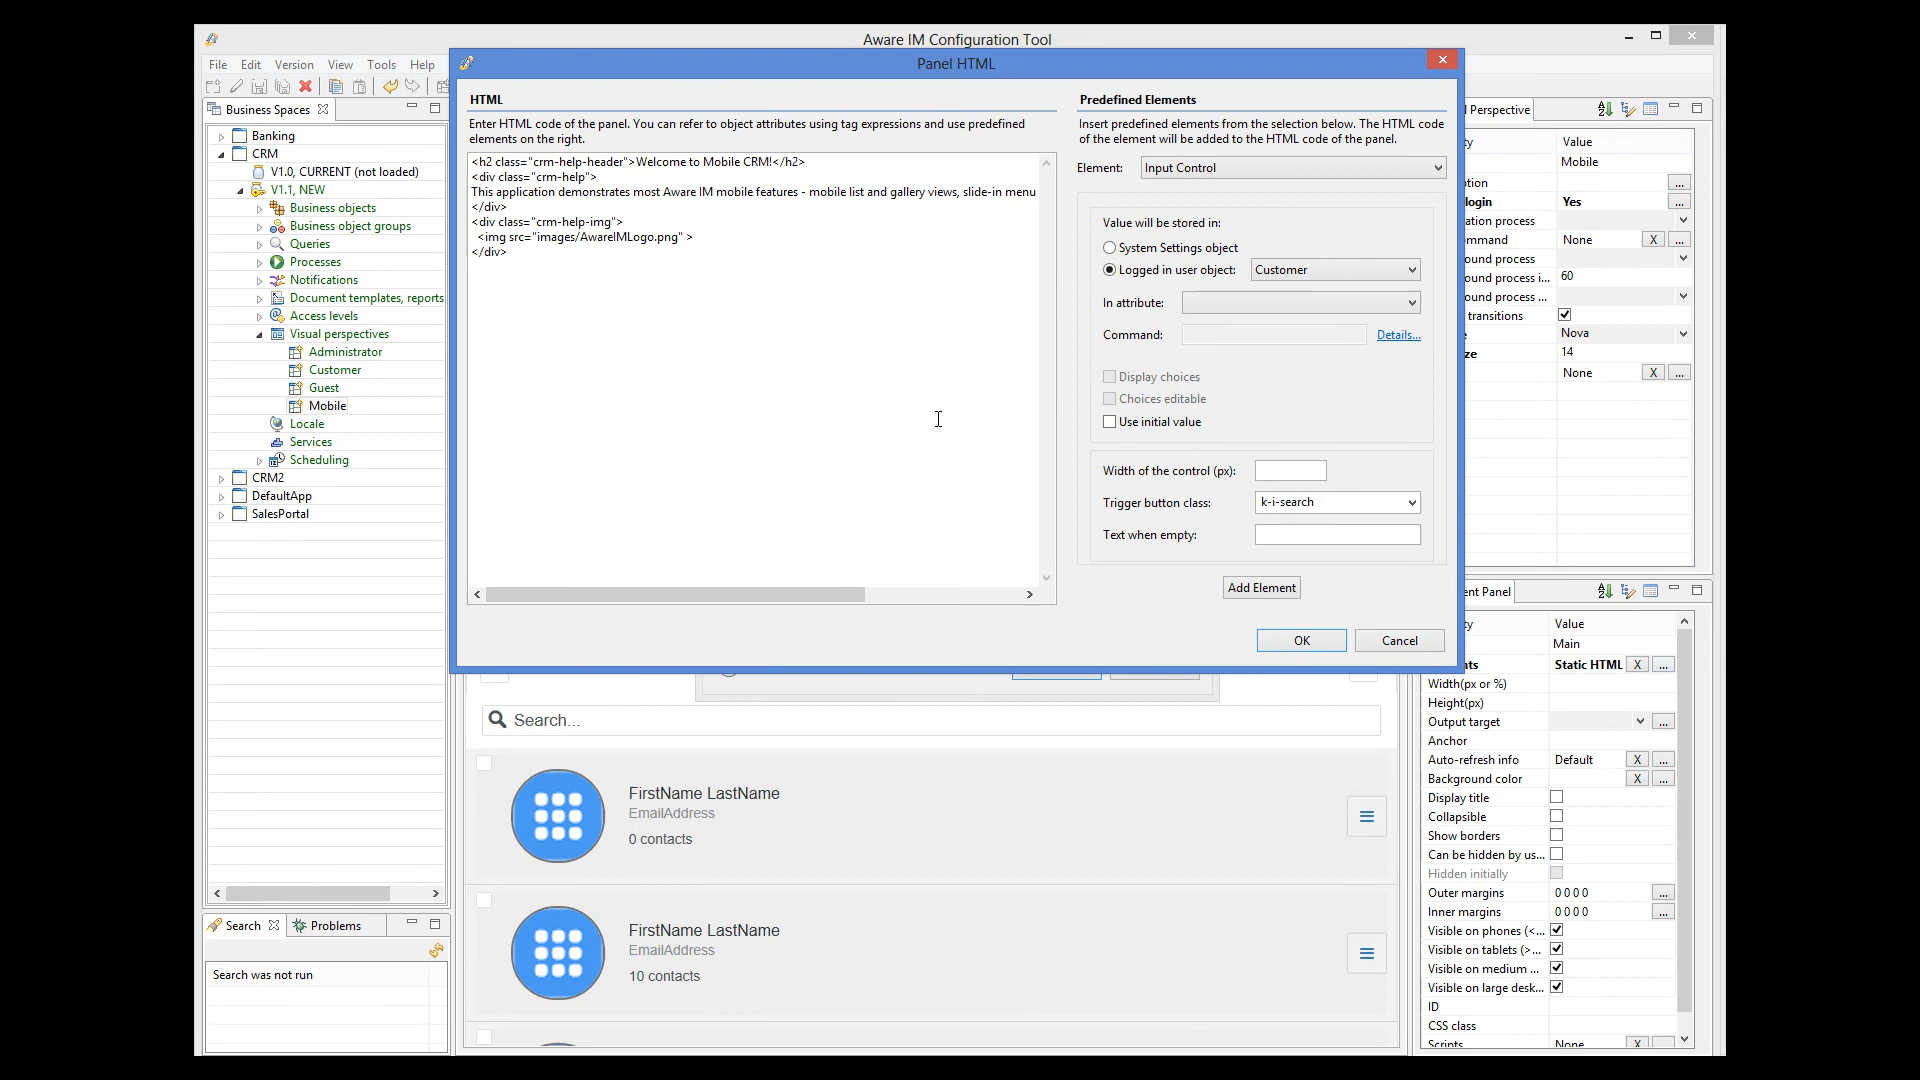 Aware IM Configuration Tool
File Edit Version View Tools Help
Business Spaces
Banking
CRM
V1.0, CURRENT (not loaded)
V1.1, NEW
Business objects
Business object groups
Queries
Processes
Notifications
Document templates, reports
Access levels
Visual perspectives
Administrator
Customer
Guest
Mobile
Locale
Services
Scheduling
CRM2
DefaultApp
SalesPortal
Search
Problems
Search was not run
Panel HTML
HTML
Enter HTML code of the panel. You can refer to object attributes using tag expressions and use predefined
elements on the right.
<h2 class="crm-help-header">Welcome to Mobile CRM!</h2>
<div class="crm-help">
This application demonstrates most Aware IM mobile features - mobile list and gallery views, slide-in menu
</div>
<div class="crm-help-img">
<img src="images/AwareIMLogo.png" >
</div>
Predefined Elements
Insert predefined elements from the selection below. The HTML code
of the element will be added to the HTML code of the panel.
Element: Input Control
Value will be stored in:
System Settings object
Logged in user object: Customer
In attribute:
Command: Details...
Display choices
Choices editable
Use initial value
Width of the control (px):
Trigger button class: k-i-search
Text when empty:
Add Element
OK Cancel
Search...
FirstName LastName
EmailAddress
0 contacts
FirstName LastName
EmailAddress
10 contacts
l Perspective
ty Value
Mobile
ption ...
login Yes ...
ation process
mmand None X ...
ound process
ound process i... 60
ound process ...
transitions
e Nova
ze 14
None X ...
ent Panel
ty Value
Main
nts Static HTML X ...
Width(px or %)
Height(px)
Output target ...
Anchor
Auto-refresh info Default X ...
Background color X ...
Display title
Collapsible
Show borders
Can be hidden by us...
Hidden initially
Outer margins 0 0 0 0 ...
Inner margins 0 0 0 0 ...
Visible on phones (<...
Visible on tablets (>...
Visible on medium ...
Visible on large desk...
ID
CSS class
Scripts None X ...